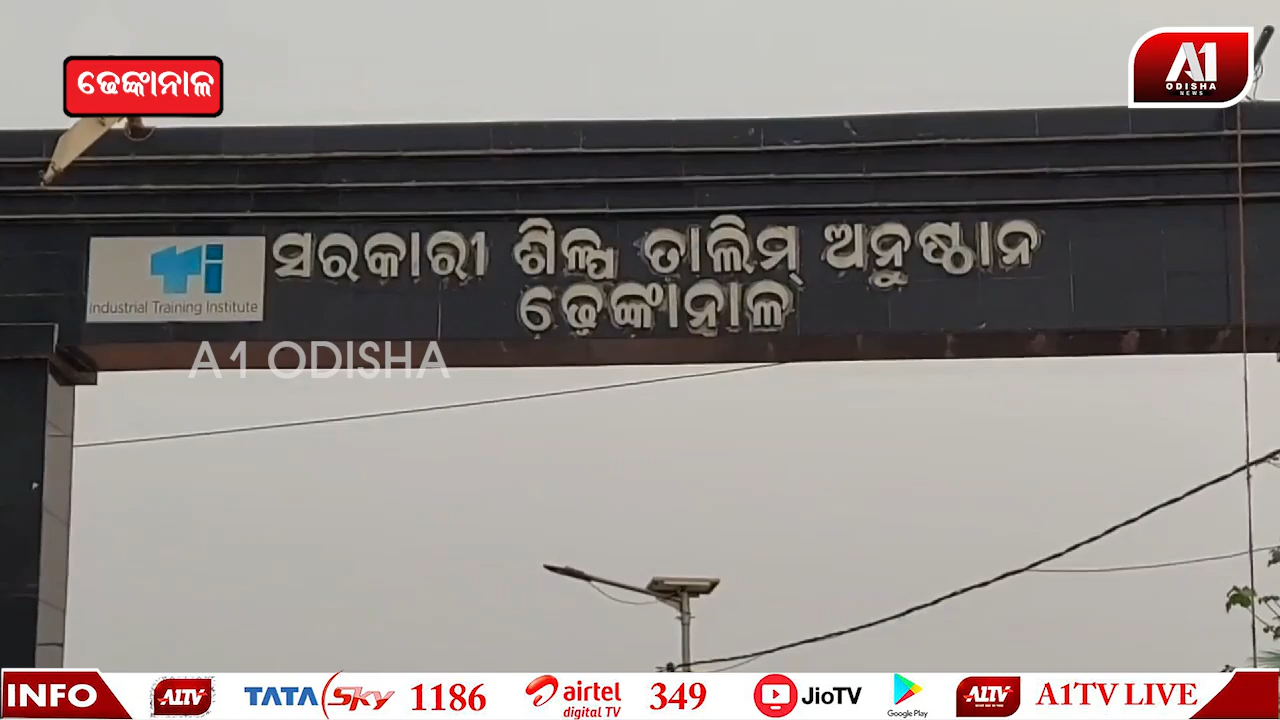 ଢେଙ୍କାନାଳ
A1
ODISHA
NEWS
ସରକାରୀ ଶିଳ୍ପ ତାଲିମ୍ ଅନୁଷ୍ଠାନ
ଢେଙ୍କାନାଳ
iTi
Industrial Training Institute
A1 ODISHA
INFO A1TV TATA Sky 1186 airtel digital TV 349 JioTV Google Play A1TV A1TV LIVE